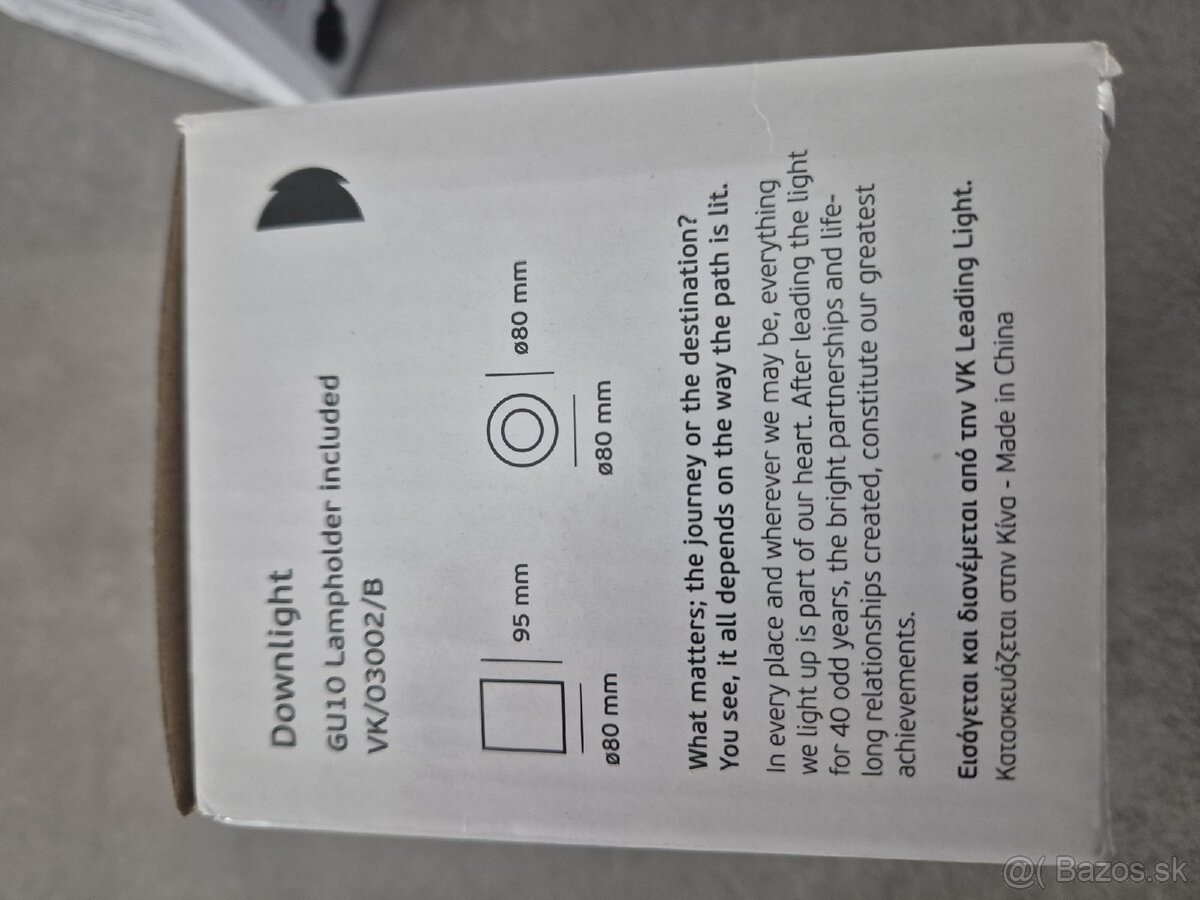 Downlight
GU10 Lampholder included
VK/03002/B
95 mm
ø80 mm
ø80 mm
ø80 mm
What matters; the journey or the destination?
You see, it all depends on the way the path is lit.
In every place and wherever we may be, everything
we light up is part of our heart. After leading the light
for 40 odd years, the bright partnerships and life-
long relationships created, constitute our greatest
achievements.
Εισάγεται και διανέμεται από την VK Leading Light.
Κατασκευάζεται στην Κίνα - Made in China
@( Bazos.sk